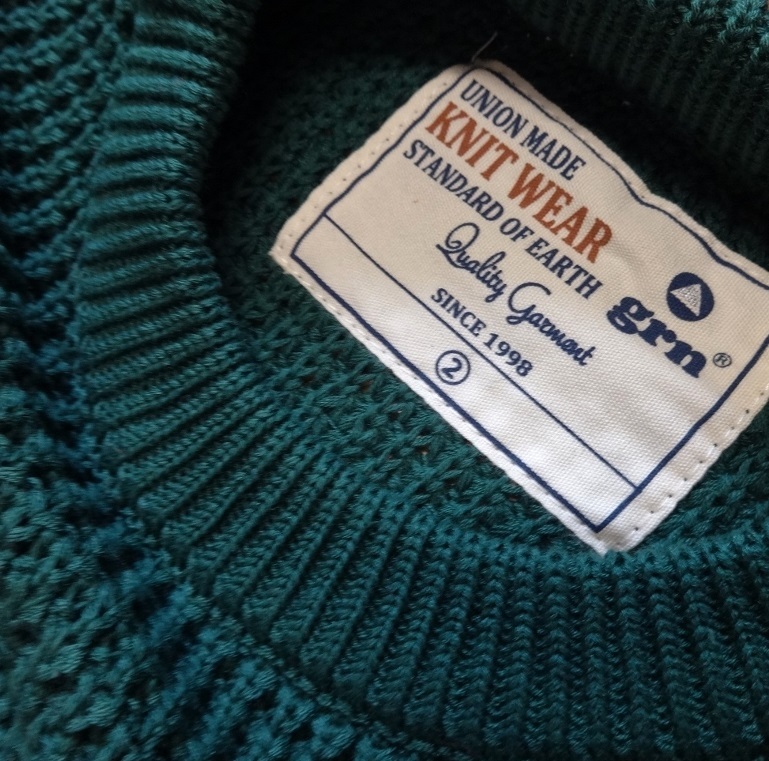 UNION MADE
KNIT WEAR
STANDARD OF EARTH
Quality Garment
SINCE 1998
②
grn®